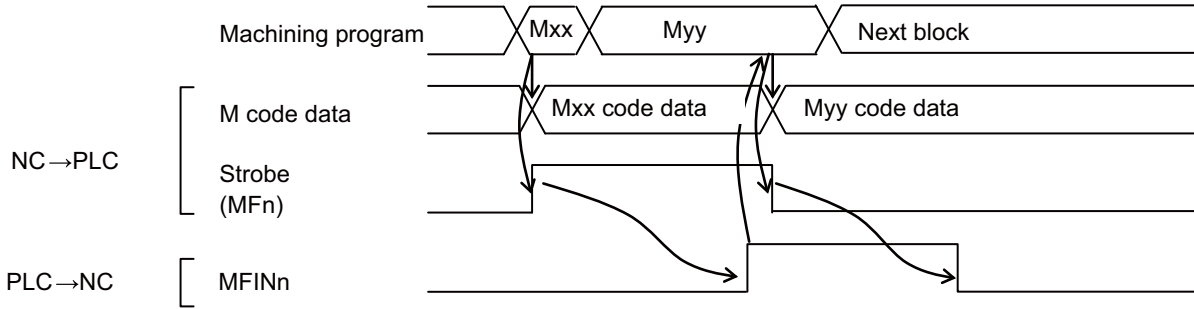 Machining program Mxx Myy Next block
M code data Mxx code data Myy code data
NC→PLC
Strobe
(MFn)
PLC→NC MFINn